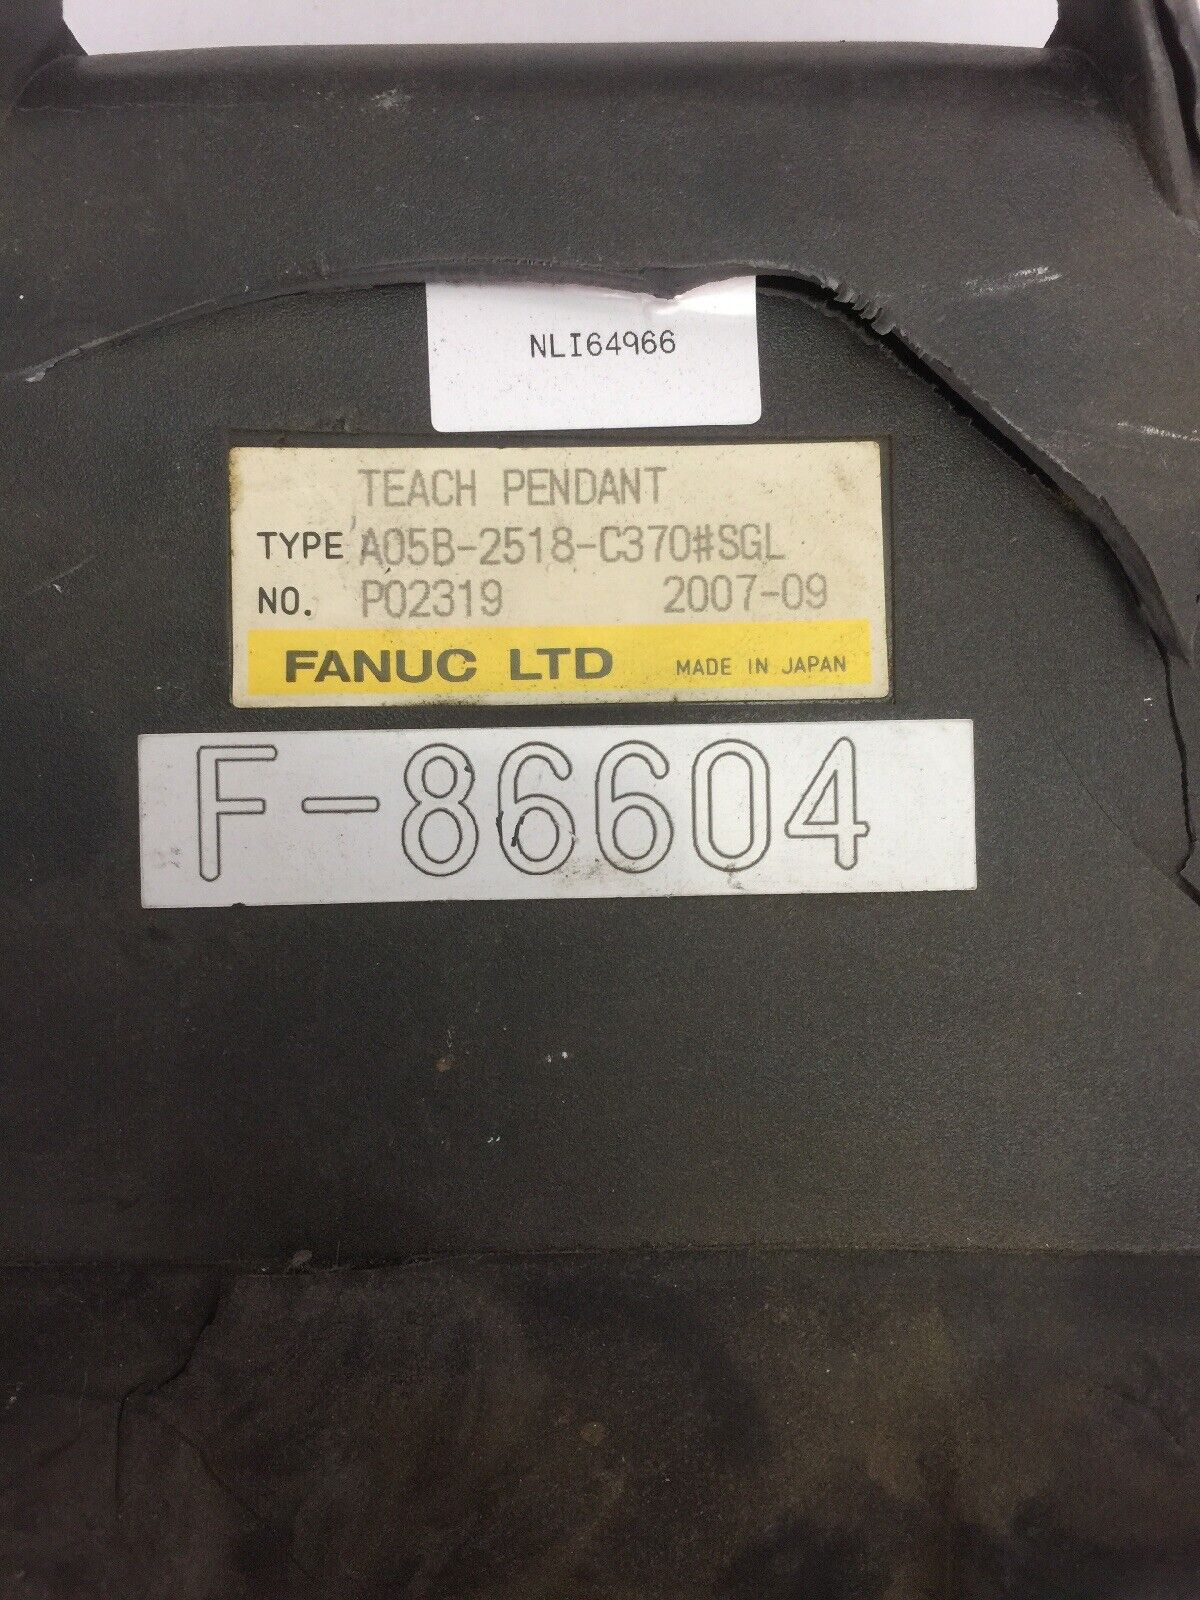 NLI64966
TEACH PENDANT
TYPE A05B-2518-C370#SGL
NO. P02319 2007-09
FANUC LTD MADE IN JAPAN
F-86604